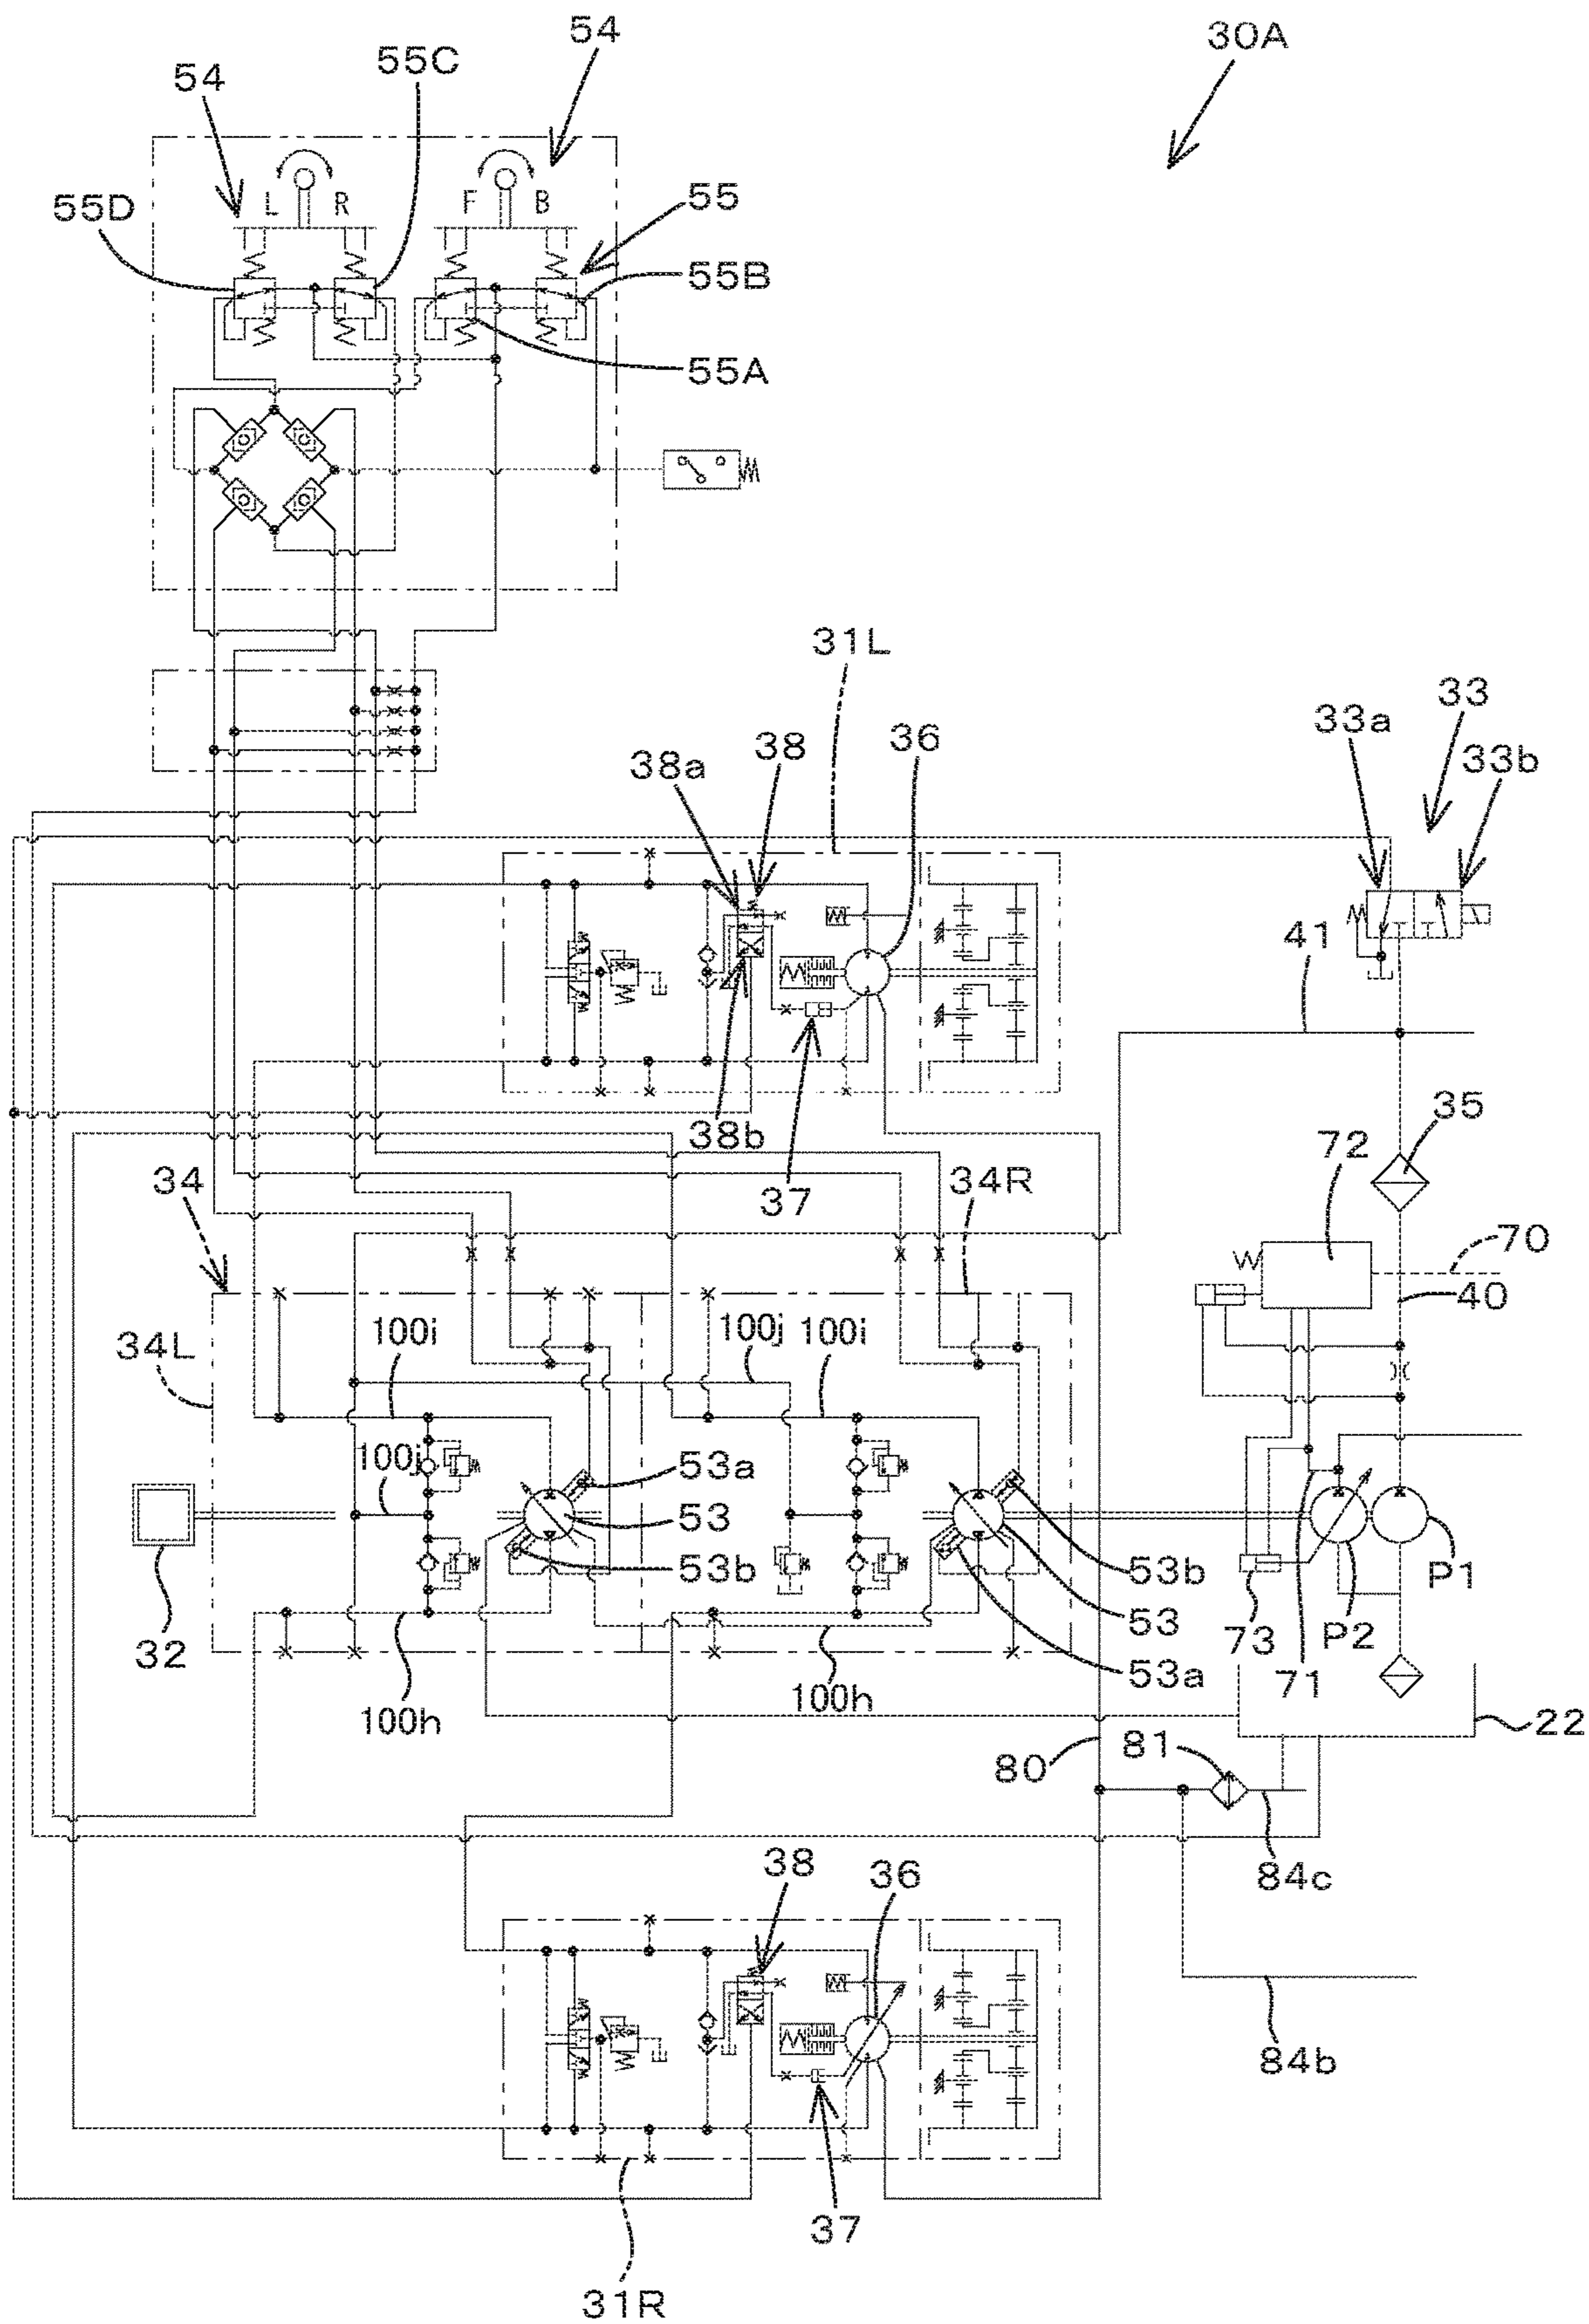 54
30A
55C
54
L R F B
55
55D
55B
55A
31L
33
33a
36
38
33b
38a
41
38b
35
72
37
34R
34
70
40
100i
100j 100i
34L
100j
53a
53
53b
53b
P1
53
P2
73
32
53a
71
100h
100h
22
81
80
38
36
84c
84b
37
31R